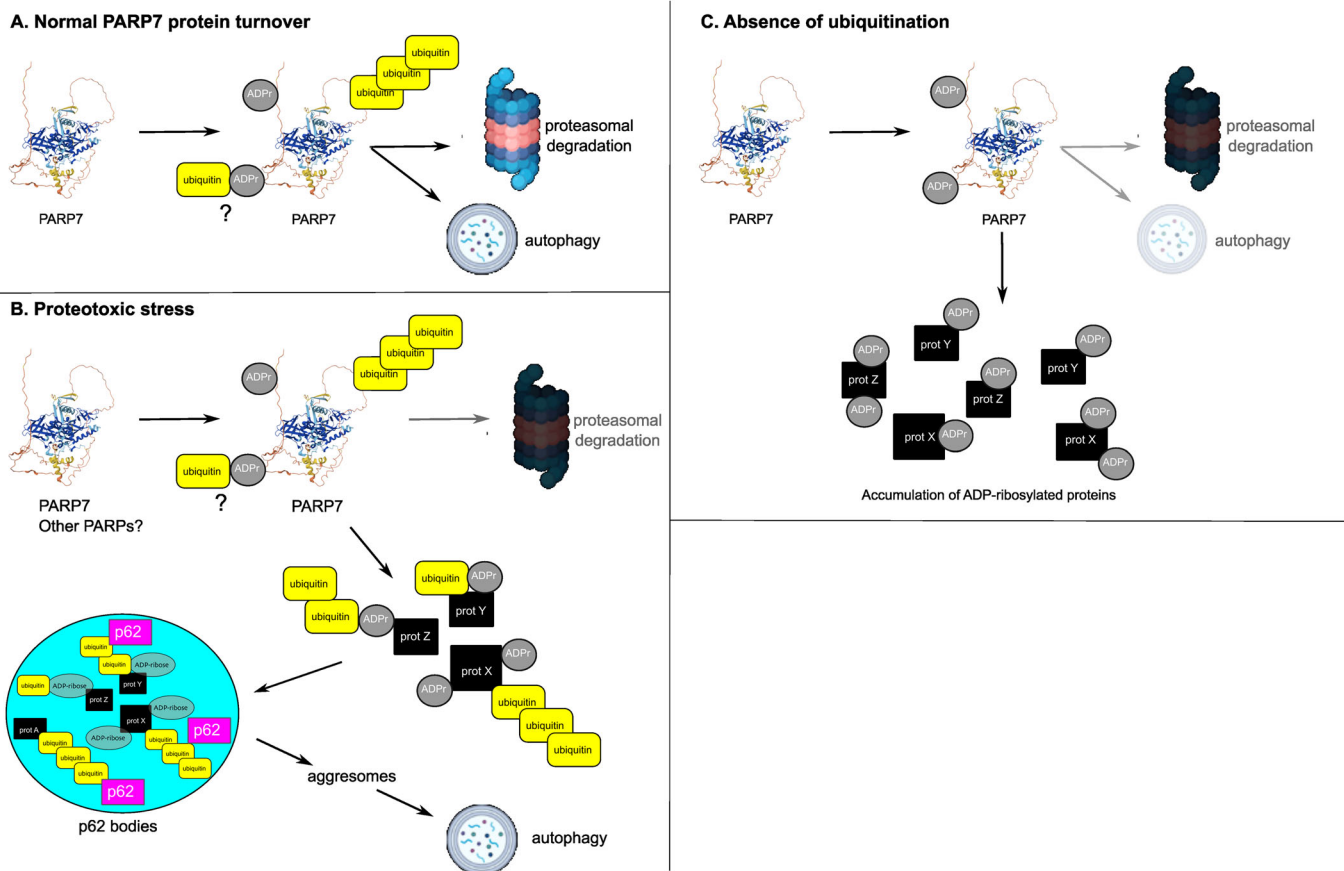 A. Normal PARP7 protein turnover
ubiquitin
ubiquitin
ubiquitin
ADPr
proteasomal
degradation
ubiquitin
ADPr
?
PARP7
PARP7
autophagy
B. Proteotoxic stress
ubiquitin
ubiquitin
ubiquitin
ADPr
proteasomal
degradation
ubiquitin
ADPr
?
PARP7
Other PARPs?
PARP7
ubiquitin
ubiquitin
ADPr
prot Z
ubiquitin
ADPr
prot Y
prot X
ADPr
ADPr
ubiquitin
ubiquitin
ubiquitin
p62
ubiquitin
ubiquitin
ADP-ribose
prot Y
ubiquitin
ADP-ribose
prot Z
prot X
ADP-ribose
ADP-ribose
prot A
p62
ubiquitin
ubiquitin
ubiquitin
ubiquitin
ubiquitin
ubiquitin
p62
p62 bodies
aggresomes
autophagy
C. Absence of ubiquitination
ADPr
proteasomal
degradation
ADPr
PARP7
PARP7
autophagy
ADPr
prot Y
ADPr
prot Y
ADPr
prot Z
ADPr
ADPr
prot Z
prot X
ADPr
ADPr
prot X
ADPr
Accumulation of ADP-ribosylated proteins